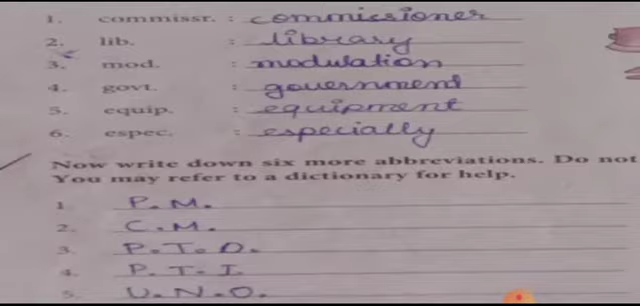 1. commissr. : commissioner
2. lib. : library
3. mod. : modulation
4. govt. : government
5. equip. : equipment
6. espec. : especially
Now write down six more abbreviations. Do not
You may refer to a dictionary for help.
1 P.M.
2. C.M.
3. P.T.O.
4. P.T.I.
5. U.N.O.